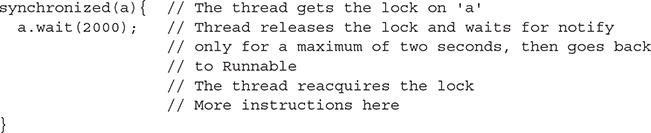 synchronized(a){  // The thread gets the lock on 'a'
  a.wait(2000);   // Thread releases the lock and waits for notify
                  // only for a maximum of two seconds, then goes back
                  // to Runnable
                  // The thread reacquires the lock
                  // More instructions here
}